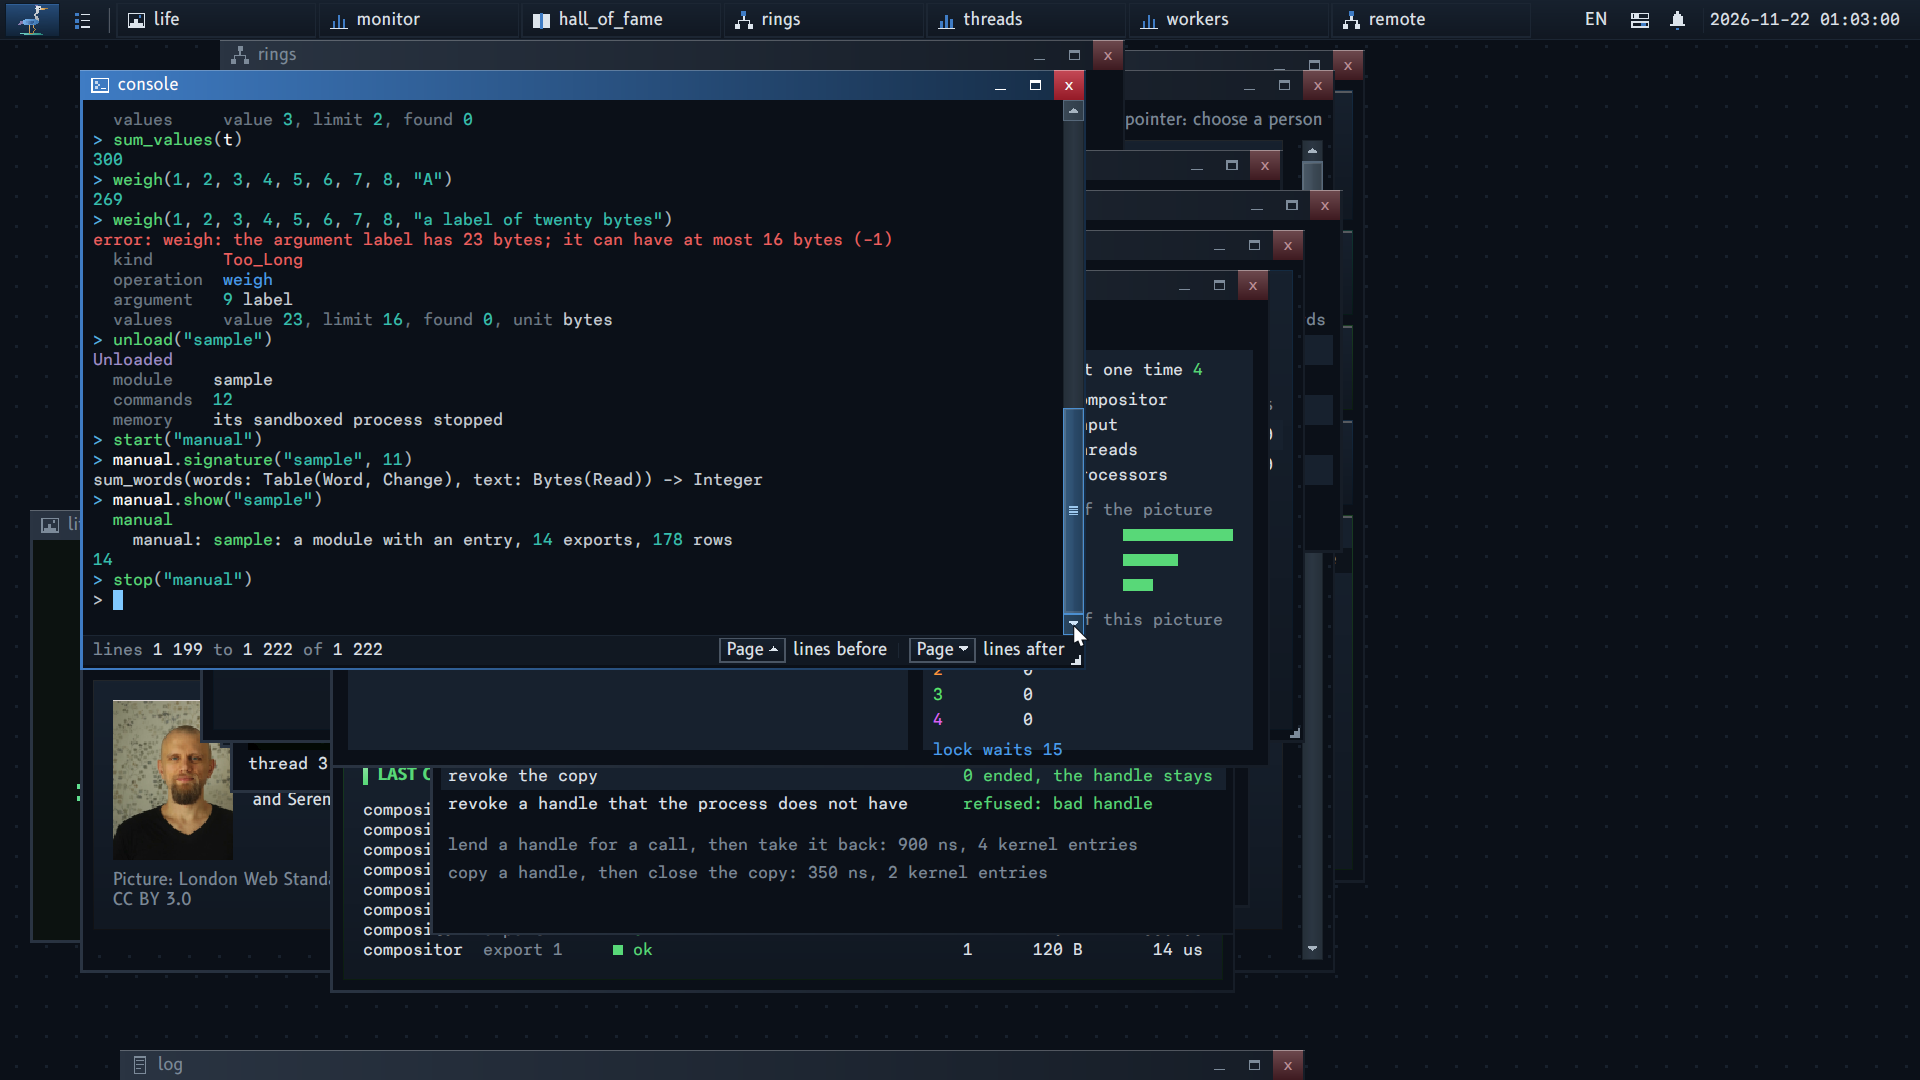 life
monitor
hall_of_fame
rings
threads
workers
remote
EN
2026-11-22 01:03:00
rings
console
values value 3, limit 2, found 0
> sum_values(t)
300
> weigh(1, 2, 3, 4, 5, 6, 7, 8, "A")
269
> weigh(1, 2, 3, 4, 5, 6, 7, 8, "a label of twenty bytes")
error: weigh: the argument label has 23 bytes; it can have at most 16 bytes (-1)
kind Too_Long
operation weigh
argument 9 label
values value 23, limit 16, found 0, unit bytes
> unload("sample")
Unloaded
module sample
commands 12
memory its sandboxed process stopped
> start("manual")
> manual.signature("sample", 11)
sum_words(words: Table(Word, Change), text: Bytes(Read)) -> Integer
> manual.show("sample")
manual
manual: sample: a module with an entry, 14 exports, 178 rows
14
> stop("manual")
>
lines 1 199 to 1 222 of 1 222
Page lines before
Page lines after
pointer: choose a person
ds
t one time 4
mpositor
put
reads
ocessors
f the picture
f this picture
2 0
3 0
4 0
lock waits 15
li
thread 3
and Seren
Picture: London Web Standa
CC BY 3.0
LAST C
composi
composi
composi
composi
composi
composi
composi
compositor export 1 ok 1 120 B 14 us
revoke the copy 0 ended, the handle stays
revoke a handle that the process does not have refused: bad handle
lend a handle for a call, then take it back: 900 ns, 4 kernel entries
copy a handle, then close the copy: 350 ns, 2 kernel entries
log